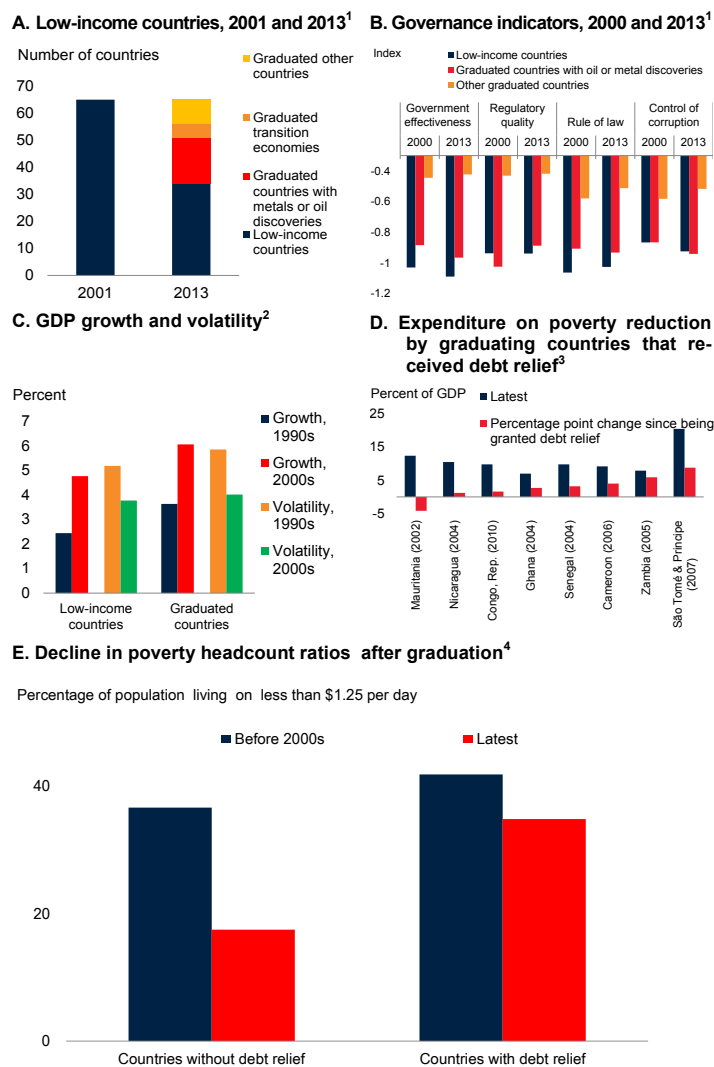 A. Low-income countries, 2001 and 2013¹
Number of countries
70
60
50
40
30
20
10
0
2001
2013
Graduated other
countries
Graduated
transition
economies
Graduated
countries with
metals or oil
discoveries
Low-income
countries
B. Governance indicators, 2000 and 2013¹
Index
Low-income countries
Graduated countries with oil or metal discoveries
Other graduated countries
Government
effectiveness
Regulatory
quality
Rule of law
Control of
corruption
2000 2013 2000 2013 2000 2013 2000 2013
-0.4
-0.6
-0.8
-1
-1.2
C. GDP growth and volatility²
Percent
7
6
5
4
3
2
1
0
Low-income
countries
Graduated
countries
Growth,
1990s
Growth,
2000s
Volatility,
1990s
Volatility,
2000s
D. Expenditure on poverty reduction
by graduating countries that re-
ceived debt relief³
Percent of GDP
Latest
Percentage point change since being
granted debt relief
25
15
5
-5
Mauritania (2002)
Nicaragua (2004)
Congo, Rep. (2010)
Ghana (2004)
Senegal (2004)
Cameroon (2006)
Zambia (2005)
São Tomé & Principe
(2007)
E. Decline in poverty headcount ratios after graduation⁴
Percentage of population living on less than $1.25 per day
Before 2000s
Latest
40
20
0
Countries without debt relief
Countries with debt relief